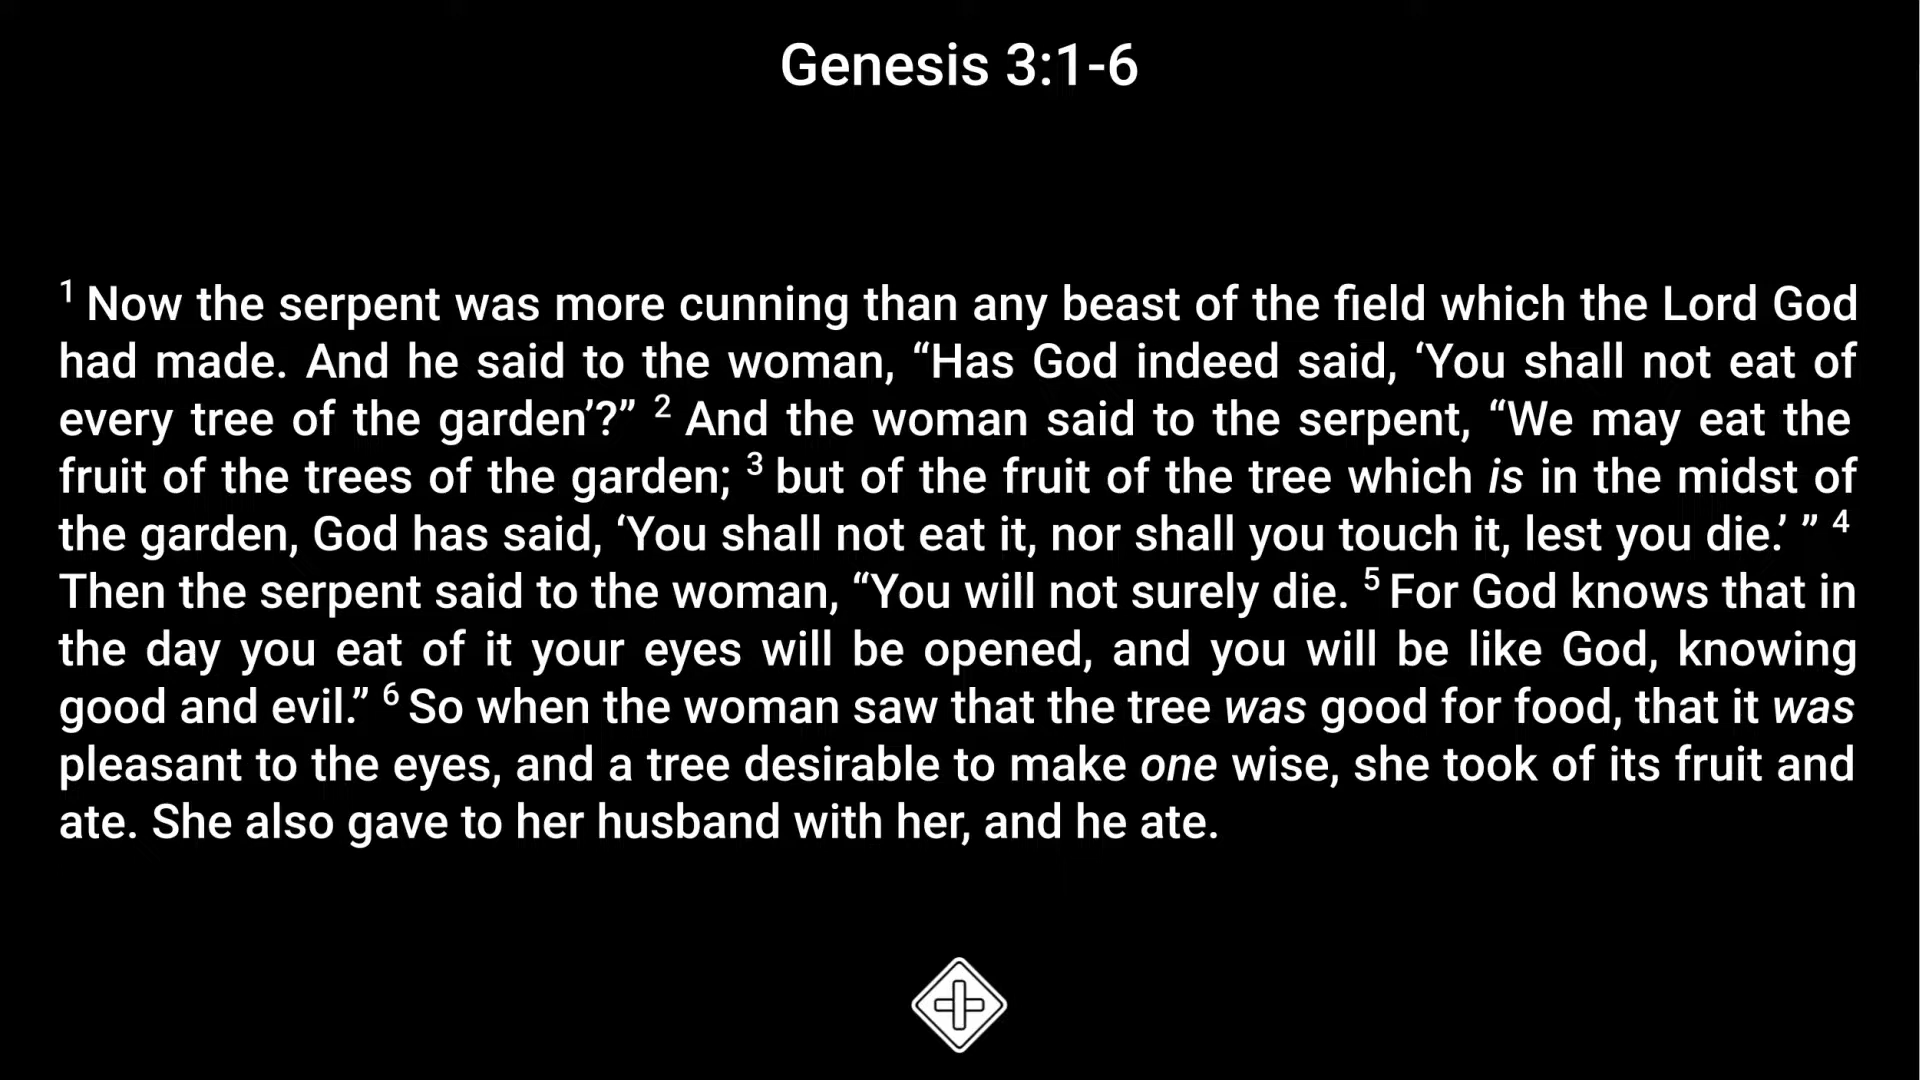 Genesis 3:1-6
1 Now the serpent was more cunning than any beast of the field which the Lord God
had made. And he said to the woman, “Has God indeed said, ‘You shall not eat of
every tree of the garden’?” 2 And the woman said to the serpent, “We may eat the
fruit of the trees of the garden; 3 but of the fruit of the tree which is in the midst of
the garden, God has said, ‘You shall not eat it, nor shall you touch it, lest you die.’ ” 4
Then the serpent said to the woman, “You will not surely die. 5 For God knows that in
the day you eat of it your eyes will be opened, and you will be like God, knowing
good and evil.” 6 So when the woman saw that the tree was good for food, that it was
pleasant to the eyes, and a tree desirable to make one wise, she took of its fruit and
ate. She also gave to her husband with her, and he ate.